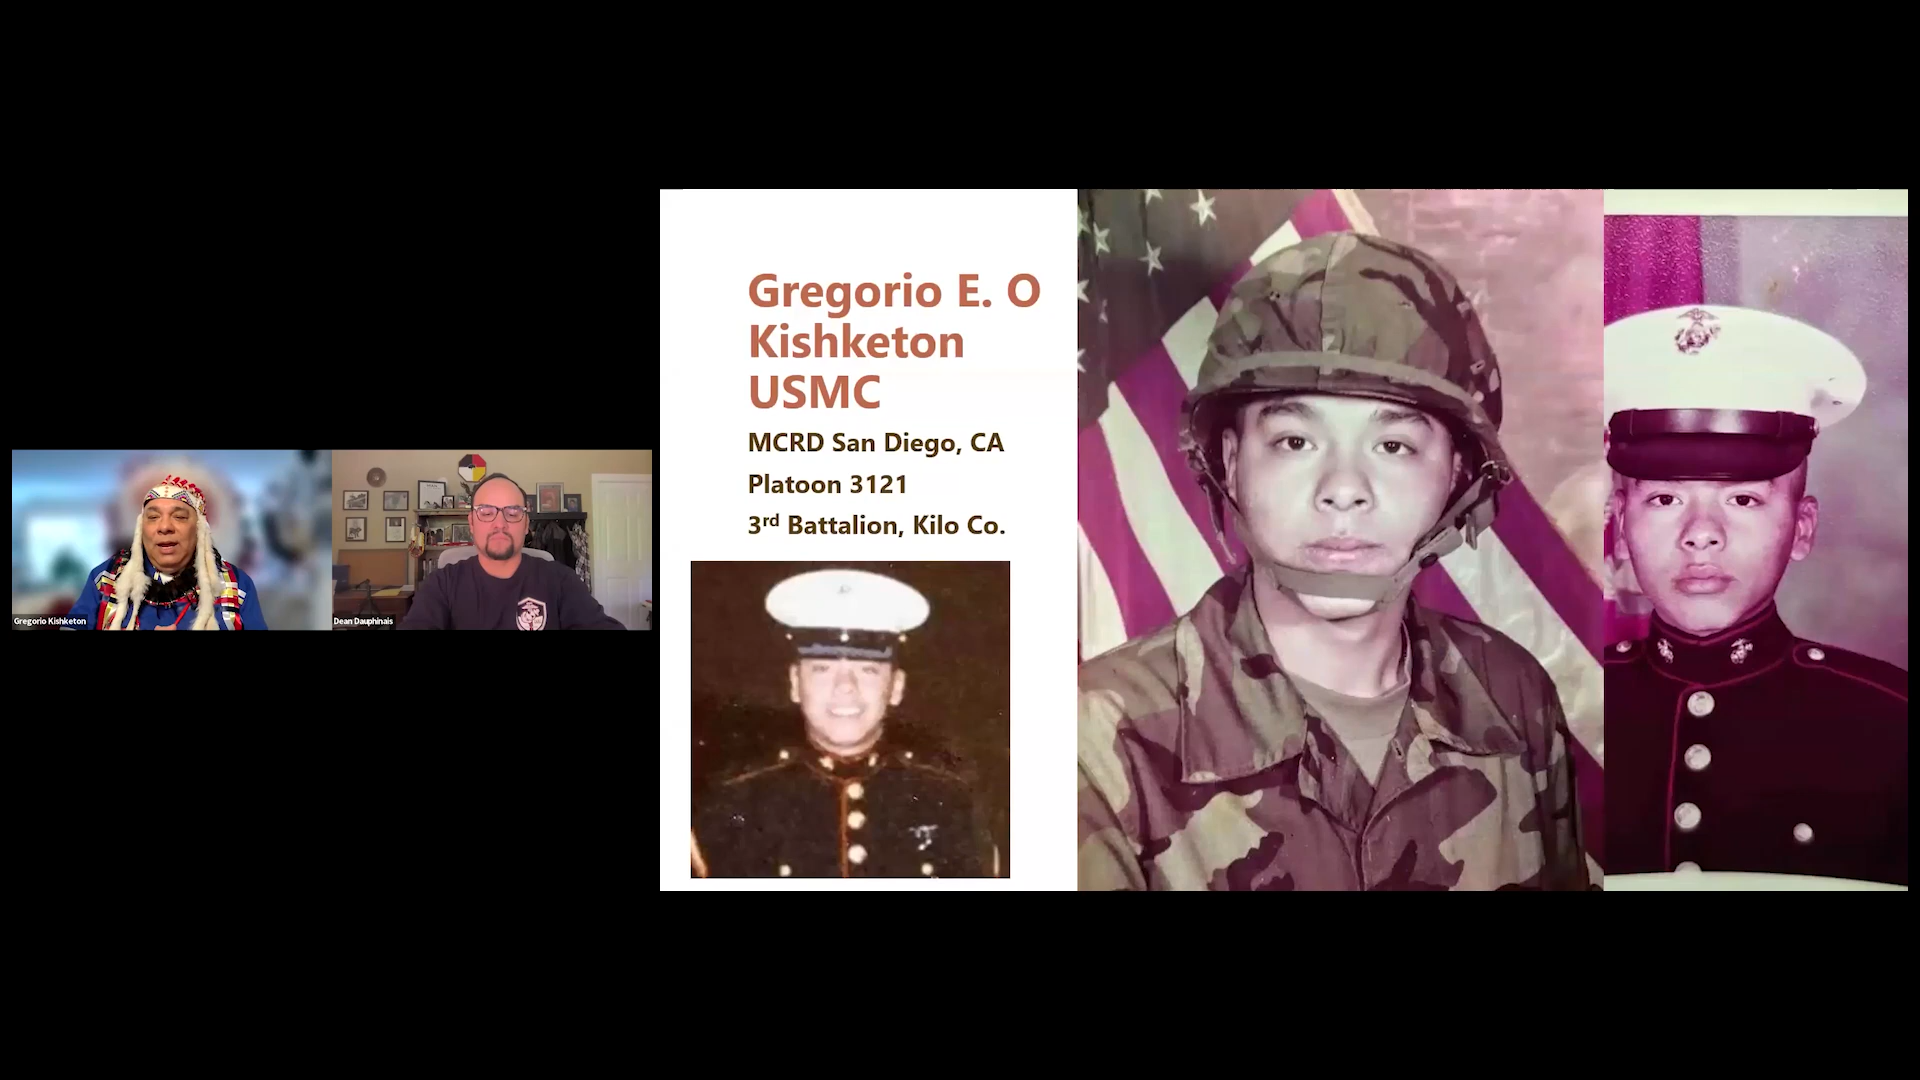 Gregorio E. O
Kishketon
USMC
MCRD San Diego, CA
Platoon 3121
3rd Battalion, Kilo Co.
Gregorio Kishketon
Dean Dauphinais